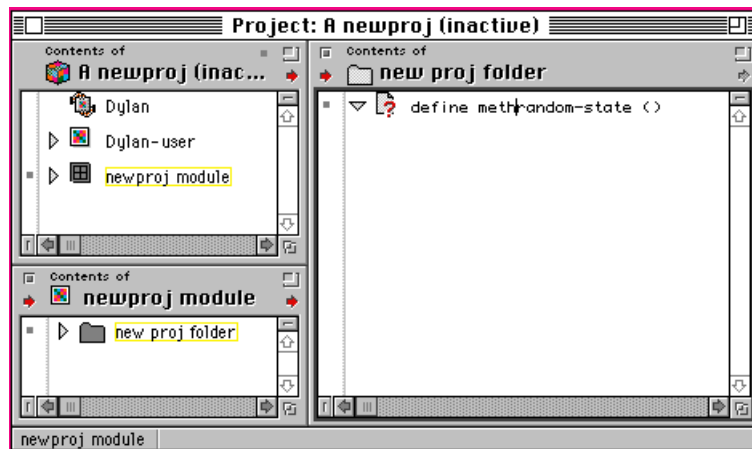 Project: A newproj (inactive)
Contents of
A newproj (inac...
Dylan
Dylan-user
newproj module
Contents of
newproj module
new proj folder
Contents of
new proj folder
define methrandom-state ()
newproj module